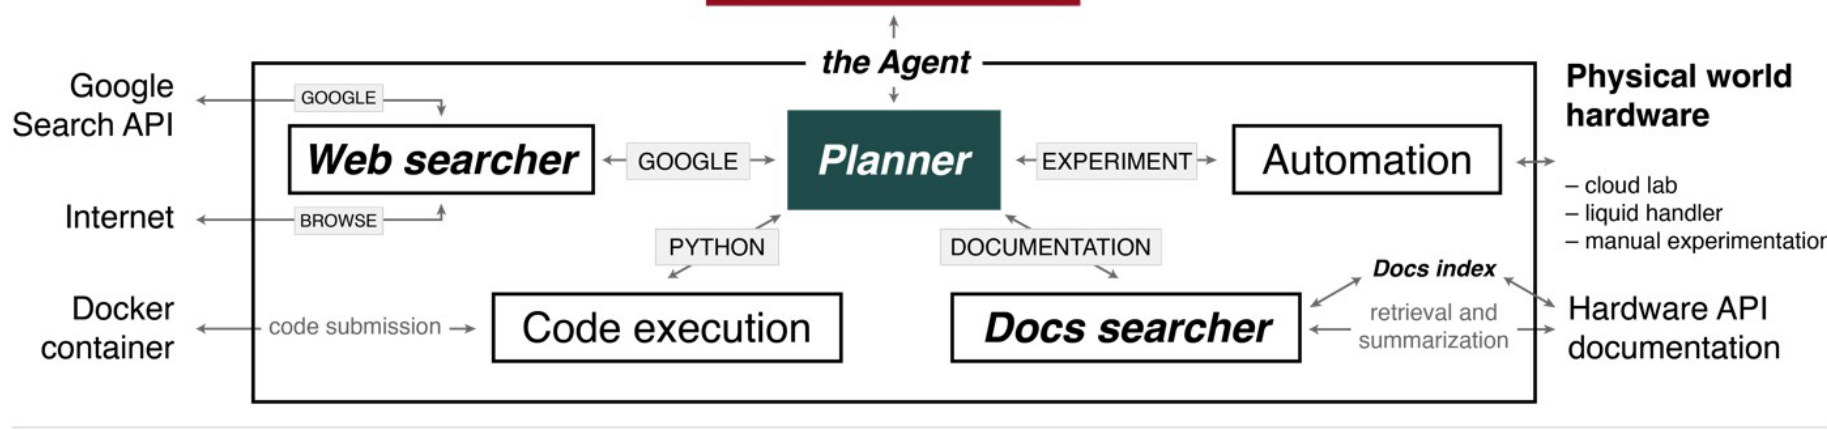 the Agent
Google
Search API
GOOGLE
Web searcher
GOOGLE
Planner
EXPERIMENT
Automation
Physical world
hardware
– cloud lab
– liquid handler
– manual experimentation
Internet
BROWSE
PYTHON
DOCUMENTATION
Docker
container
code submission
Code execution
Docs searcher
Docs index
retrieval and
summarization
Hardware API
documentation